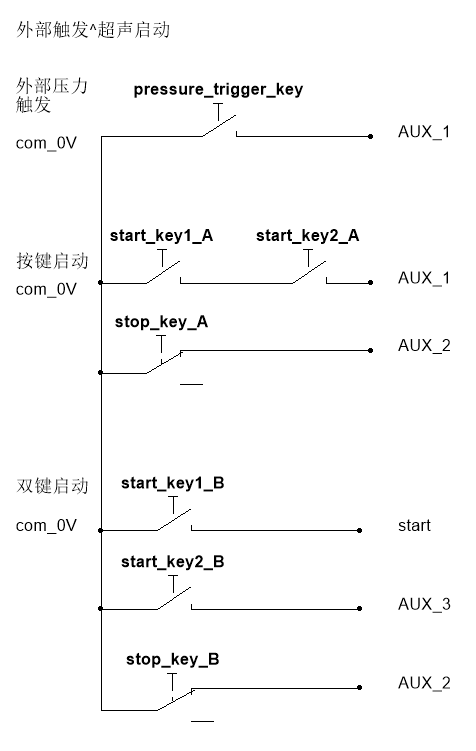 外部触发^超声启动
外部压力
触发
pressure_trigger_key
com_0V
AUX_1
start_key1_A
start_key2_A
按键启动
com_0V
AUX_1
stop_key_A
AUX_2
双键启动
start_key1_B
com_0V
start
start_key2_B
AUX_3
stop_key_B
AUX_2